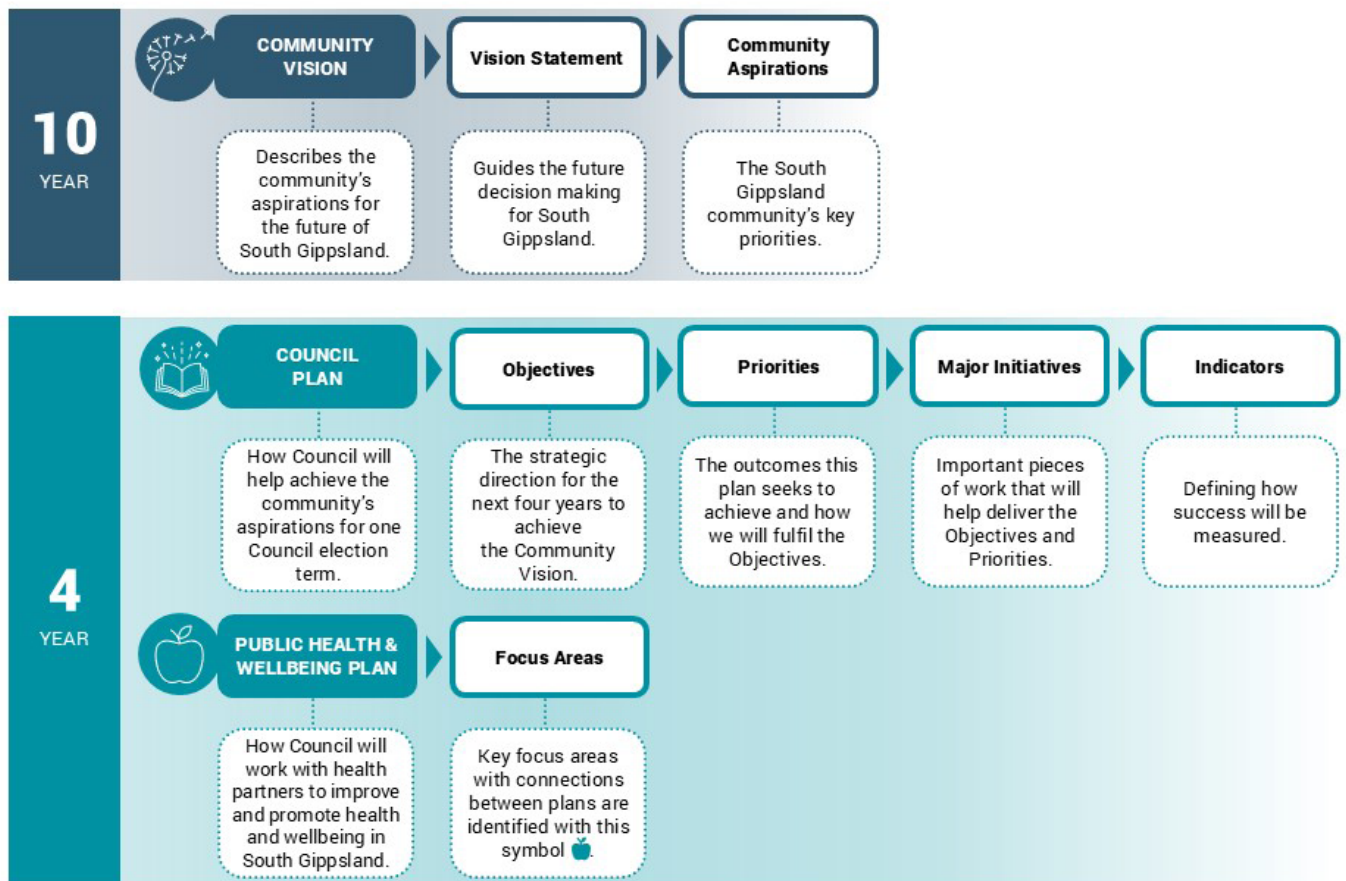 10
YEAR
COMMUNITY
VISION
Vision Statement
Community
Aspirations
Describes the
community's
aspirations for
the future of
South Gippsland.
Guides the future
decision making
for South
Gippsland.
The South
Gippsland
community's key
priorities.
4
YEAR
COUNCIL
PLAN
Objectives
Priorities
Major Initiatives
Indicators
How Council will
help achieve the
community's
aspirations for one
Council election
term.
The strategic
direction for the
next four years to
achieve
the Community
Vision.
The outcomes this
plan seeks to
achieve and how
we will fulfil the
Objectives.
Important pieces
of work that will
help deliver the
Objectives and
Priorities.
Defining how
success will be
measured.
PUBLIC HEALTH &
WELLBEING PLAN
Focus Areas
How Council will
work with health
partners to improve
and promote health
and wellbeing in
South Gippsland.
Key focus areas
with connections
between plans are
identified with this
symbol .